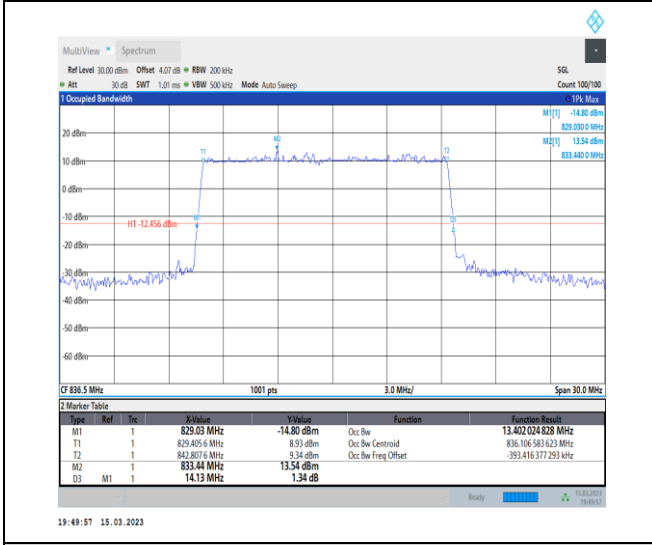 MultiView Spectrum
Ref Level 30.00 dBm Offset 4.07 dB RBW 200 kHz SGL
Att 30 dB SWT 1.01 ms VBW 500 kHz Mode Auto Sweep Count 100/100
1 Occupied Bandwidth 1Pk Max
M1[1] -14.80 dBm
829.030 0 MHz
M2[1] 13.54 dBm
833.440 0 MHz
20 dBm
M2
T1
T2
10 dBm
0 dBm
-10 dBm
M1
D3
H1 -12.456 dBm
-20 dBm
-30 dBm
-40 dBm
-50 dBm
-60 dBm
CF 836.5 MHz 1001 pts 3.0 MHz/ Span 30.0 MHz
2 Marker Table
Type Ref Trc X-Value Y-Value Function Function Result
M1 1 829.03 MHz -14.80 dBm Occ Bw 13.402 024 828 MHz
T1 1 829.405 6 MHz 8.93 dBm Occ Bw Centroid 836.106 583 623 MHz
T2 1 842.807 6 MHz 9.34 dBm Occ Bw Freq Offset -393.416 377 293 kHz
M2 1 833.44 MHz 13.54 dBm
D3 M1 1 14.13 MHz 1.34 dB
Ready 15.03.2023
19:49:57
19:49:57 15.03.2023